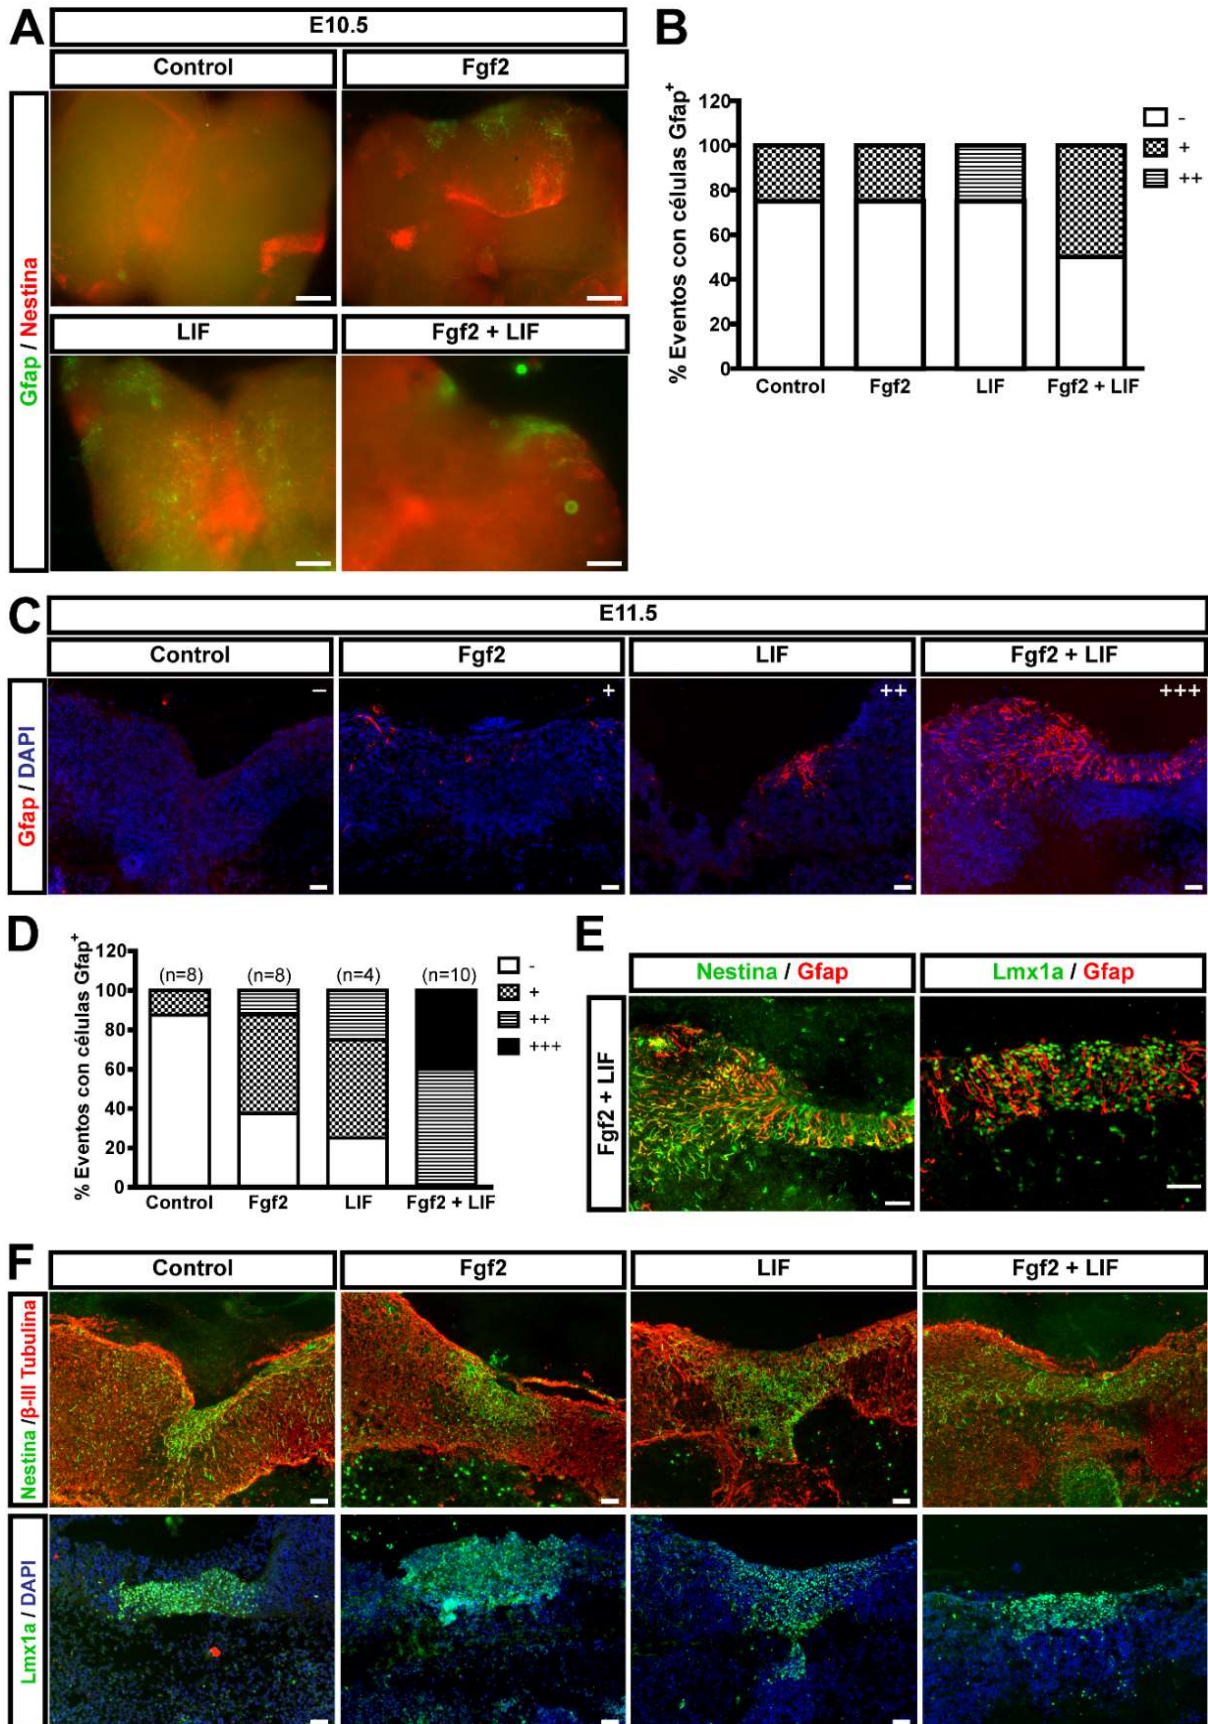 A
E10.5
Control
Fgf2
Gfap / Nestina
LIF
Fgf2 + LIF
B
% Eventos con células Gfap+
120
100
80
60
40
20
0
Control
Fgf2
LIF
Fgf2 + LIF
-
+
++
C
E11.5
Control
Fgf2
LIF
Fgf2 + LIF
Gfap / DAPI
–
+
++
+++
D
% Eventos con células Gfap+
120
100
80
60
40
20
0
(n=8)
(n=8)
(n=4)
(n=10)
Control
Fgf2
LIF
Fgf2 + LIF
-
+
++
+++
E
Nestina / Gfap
Lmx1a / Gfap
Fgf2 + LIF
F
Control
Fgf2
LIF
Fgf2 + LIF
Nestina /β-III Tubulina
Lmx1a / DAPI